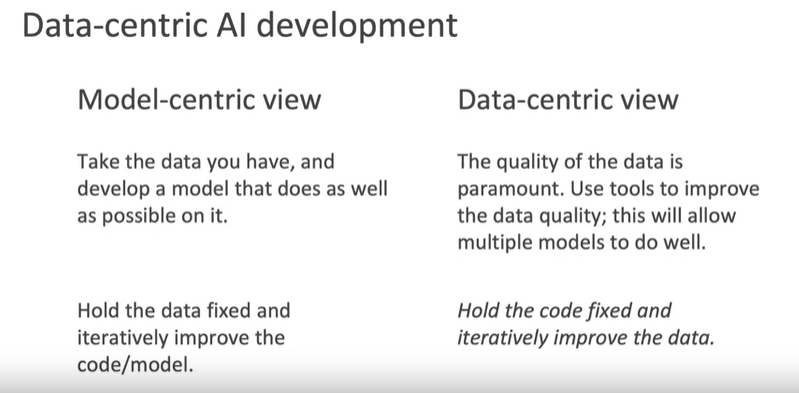 Data-centric AI development
Model-centric view
Take the data you have, and
develop a model that does as well
as possible on it.
Hold the data fixed and
iteratively improve the
code/model.
Data-centric view
The quality of the data is
paramount. Use tools to improve
the data quality; this will allow
multiple models to do well.
Hold the code fixed and
iteratively improve the data.